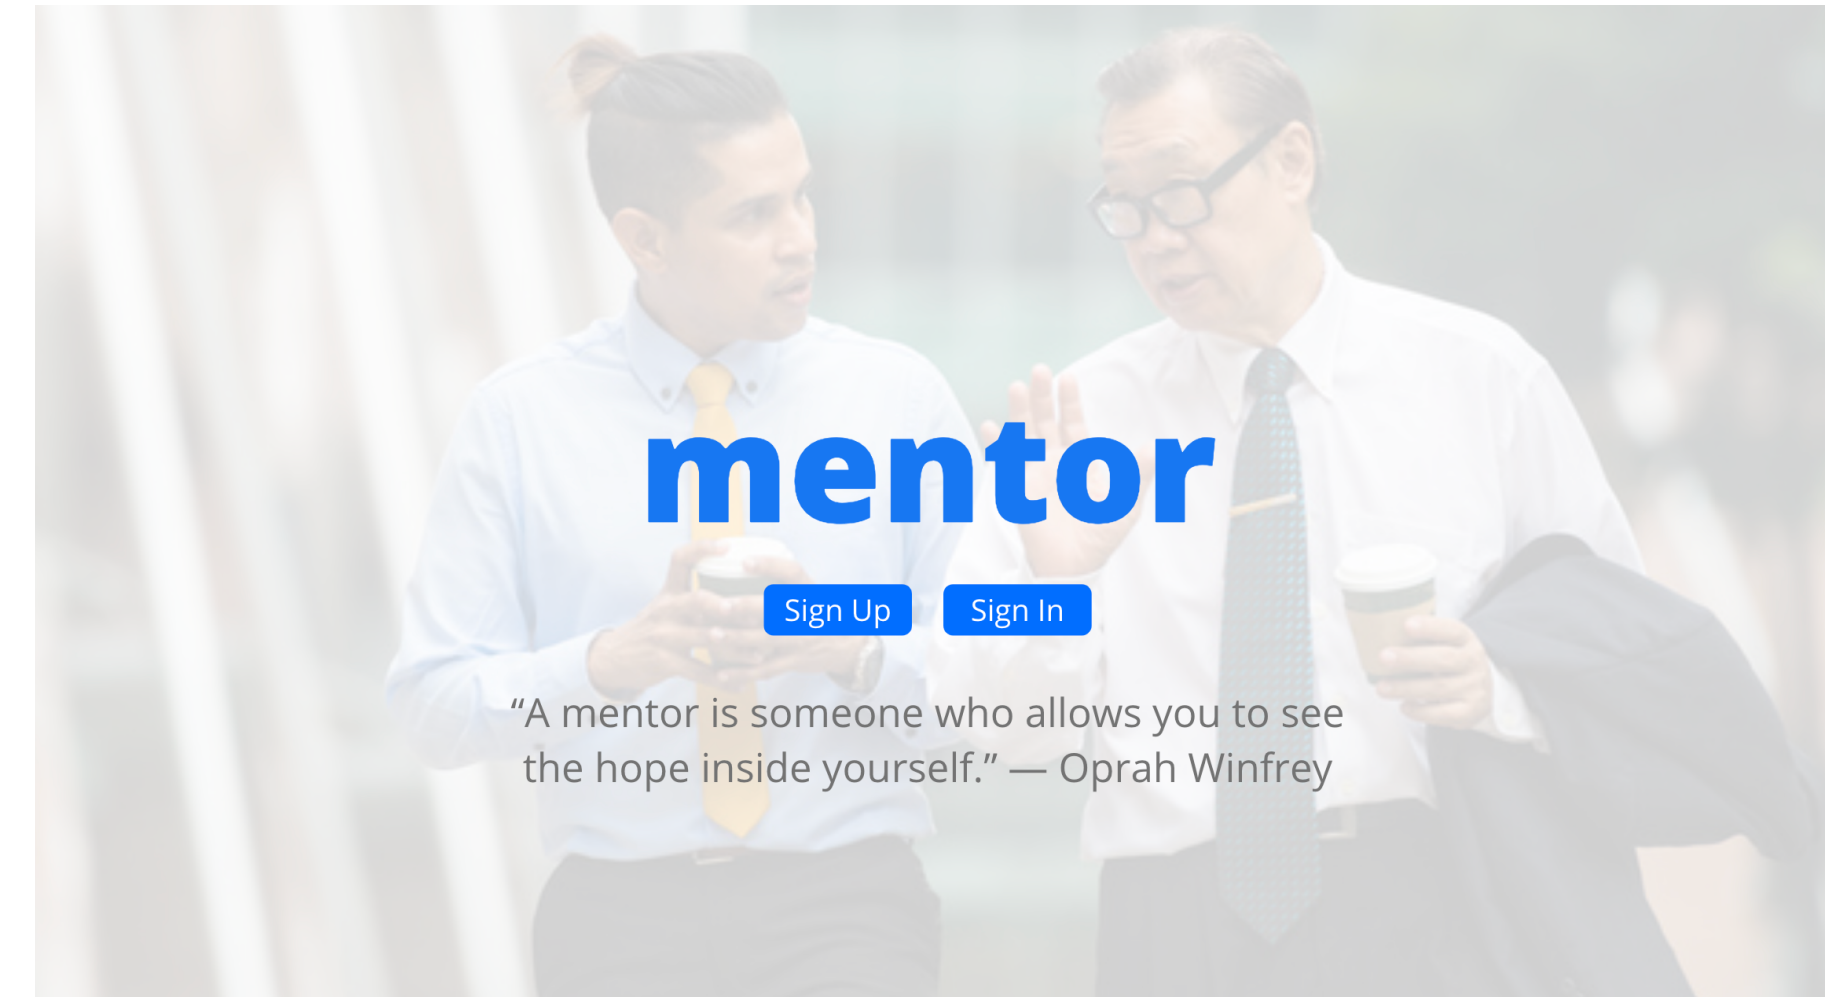 mentor
Sign Up
Sign In
“A mentor is someone who allows you to see
the hope inside yourself.” — Oprah Winfrey